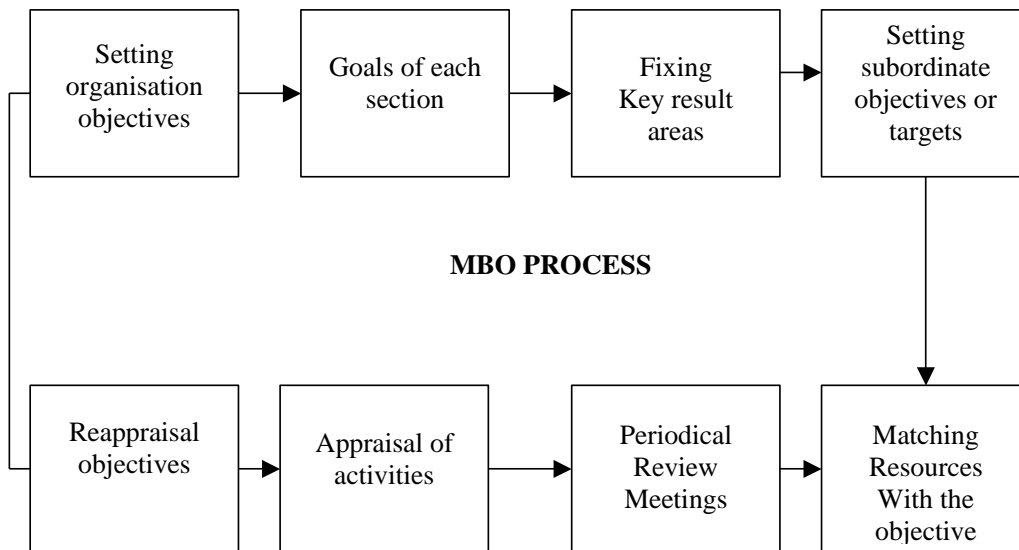 Setting
organisation
objectives
Goals of each
section
Fixing
Key result
areas
Setting
subordinate
objectives or
targets
MBO PROCESS
Reappraisal
objectives
Appraisal of
activities
Periodical
Review
Meetings
Matching
Resources
With the
objective